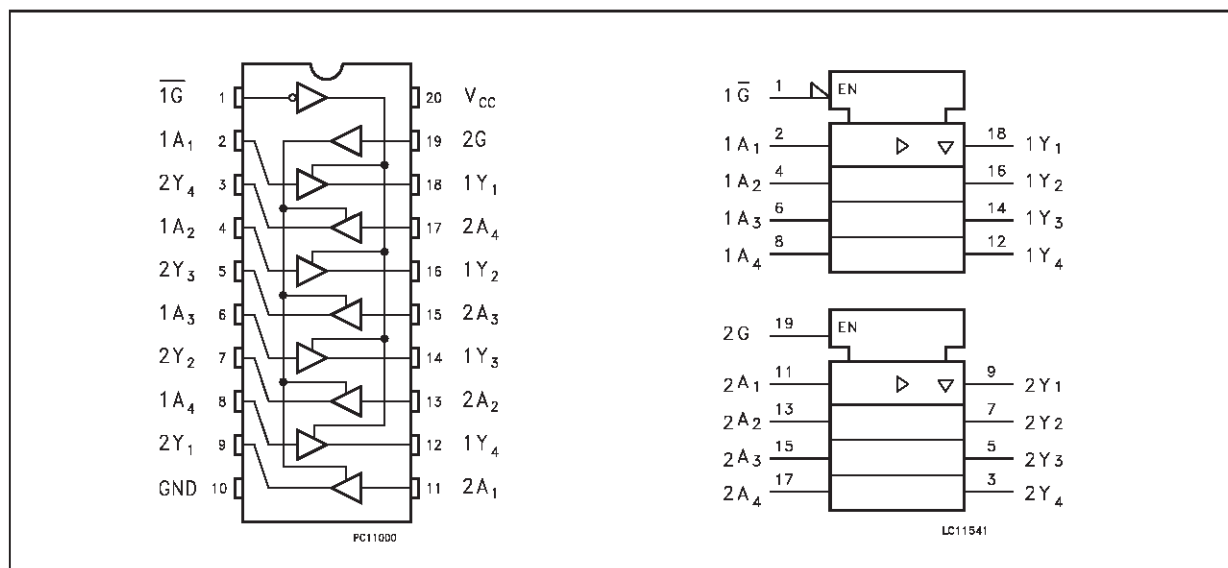 1G̅ 1 20 V_CC
1A₁ 2 19 2G
2Y₄ 3 18 1Y₁
1A₂ 4 17 2A₄
2Y₃ 5 16 1Y₂
1A₃ 6 15 2A₃
2Y₂ 7 14 1Y₃
1A₄ 8 13 2A₂
2Y₁ 9 12 1Y₄
GND 10 11 2A₁
PC11000
1G̅ 1 EN
1A₁ 2 18 1Y₁
1A₂ 4 16 1Y₂
1A₃ 6 14 1Y₃
1A₄ 8 12 1Y₄
2G 19 EN
2A₁ 11 9 2Y₁
2A₂ 13 7 2Y₂
2A₃ 15 5 2Y₃
2A₄ 17 3 2Y₄
LC11541